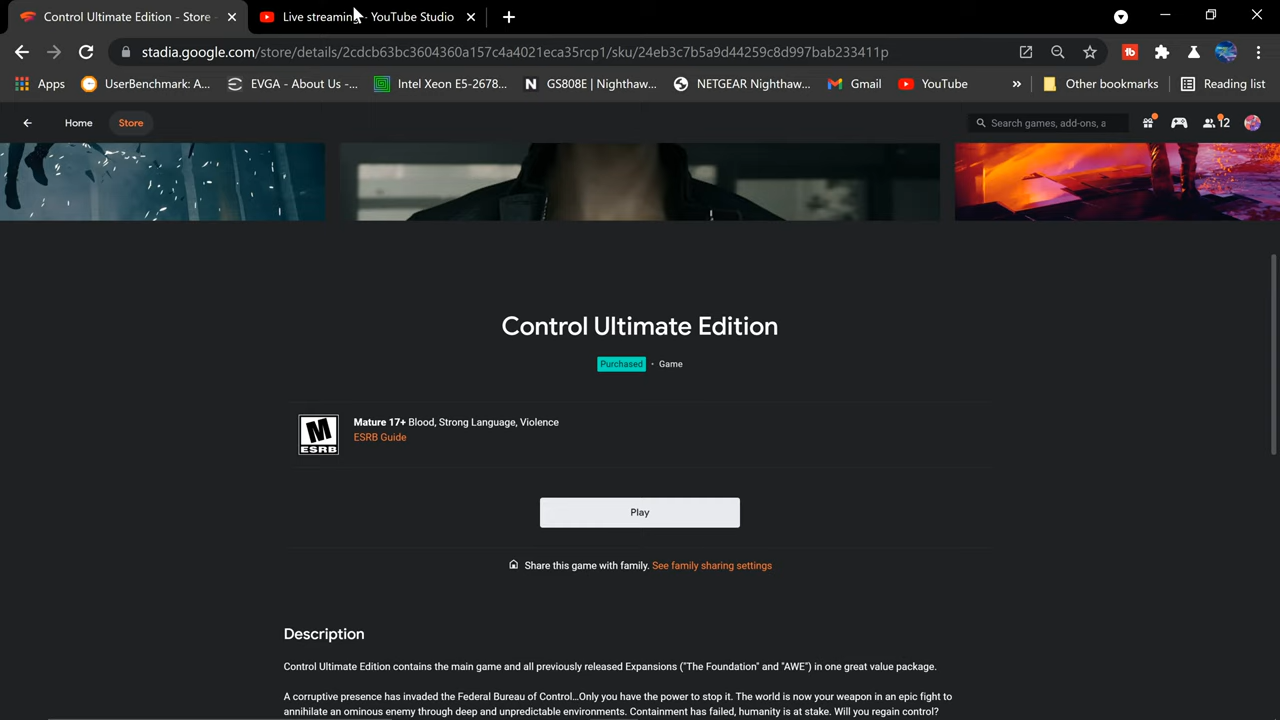 Control Ultimate Edition - Store -
Live streaming - YouTube Studio
stadia.google.com/store/details/2cdcb63bc3604360a157c4a4021eca35rcp1/sku/24eb3c7b5a9d44259c8d997bab233411p
Apps UserBenchmark: A... EVGA - About Us -... Intel Xeon E5-2678... GS808E | Nighthaw... NETGEAR Nighthaw... Gmail YouTube » Other bookmarks Reading list
Home Store Search games, add-ons, a 12
Control Ultimate Edition
Purchased • Game
M
ESRB
Mature 17+ Blood, Strong Language, Violence
ESRB Guide
Play
Share this game with family. See family sharing settings
Description
Control Ultimate Edition contains the main game and all previously released Expansions ("The Foundation" and "AWE") in one great value package.
A corruptive presence has invaded the Federal Bureau of Control...Only you have the power to stop it. The world is now your weapon in an epic fight to
annihilate an ominous enemy through deep and unpredictable environments. Containment has failed, humanity is at stake. Will you regain control?